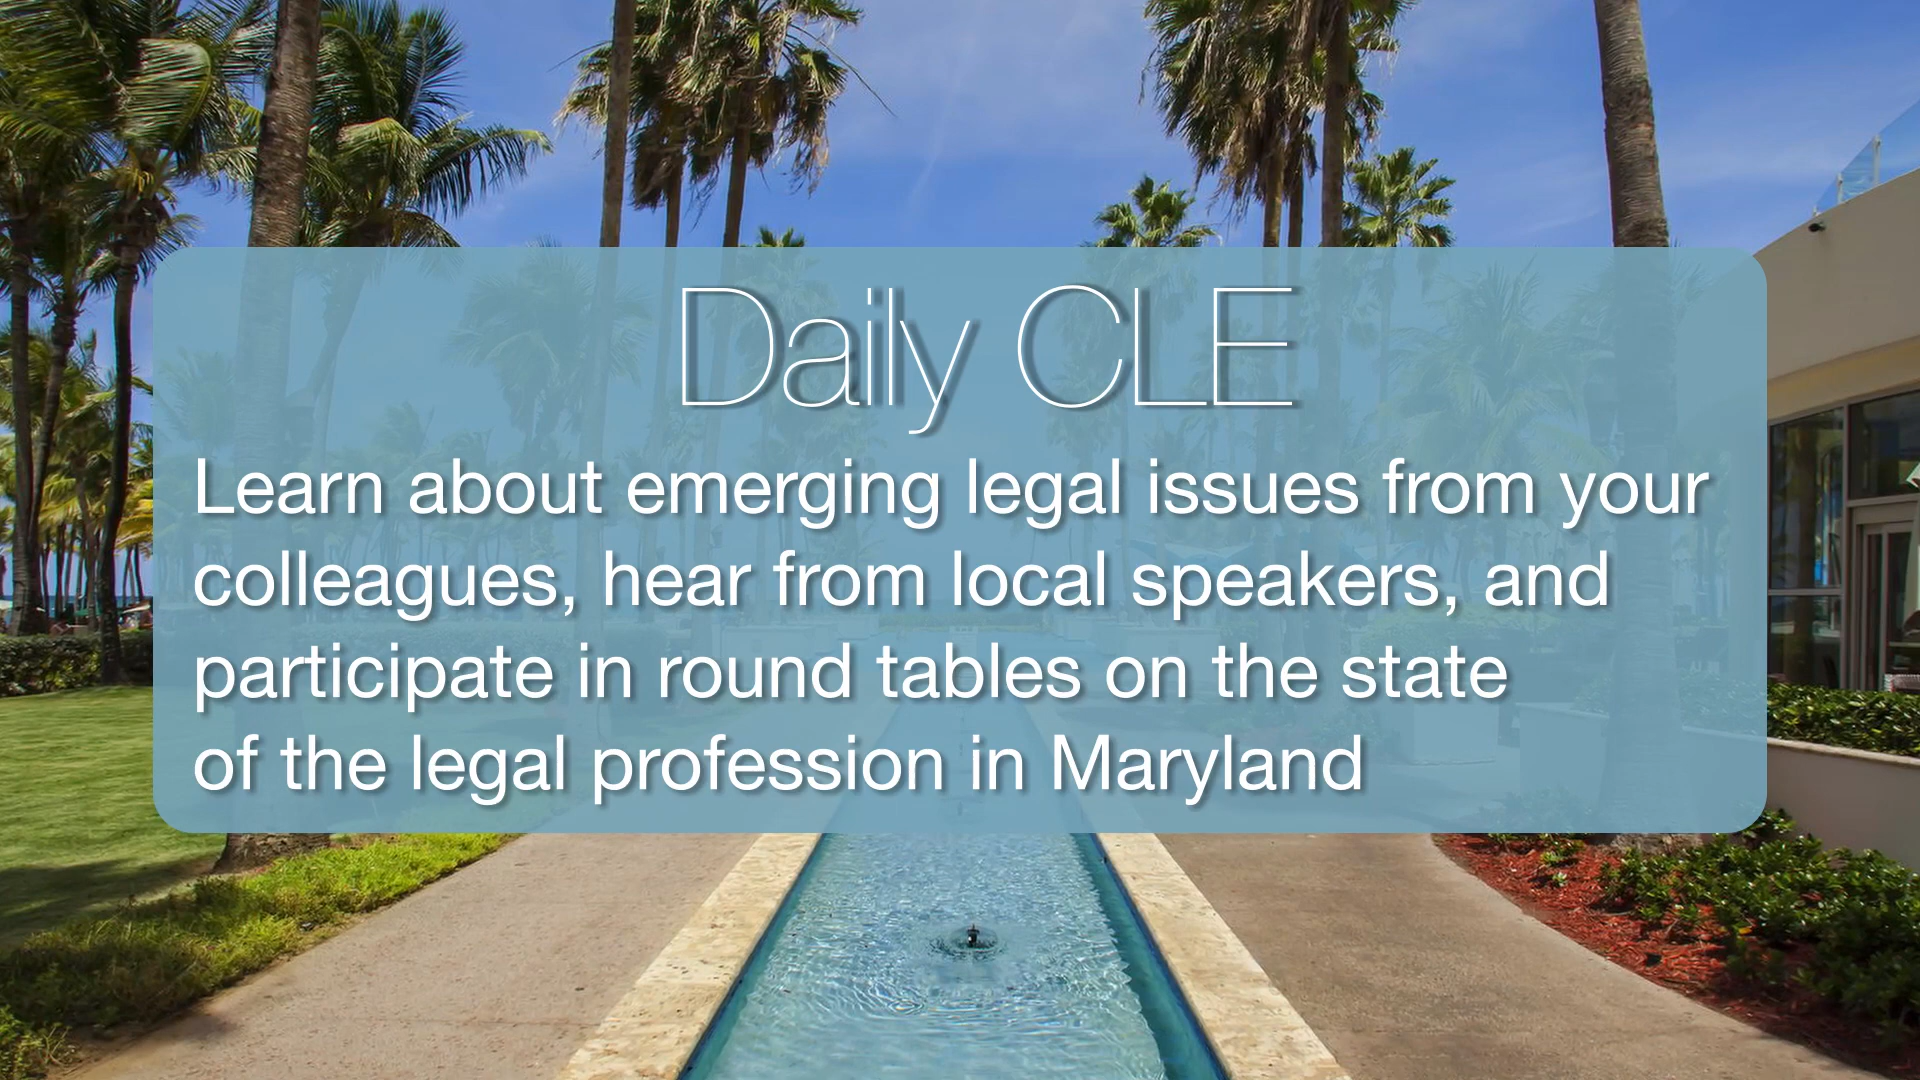 Daily CLE
Learn about emerging legal issues from your
colleagues, hear from local speakers, and
participate in round tables on the state
of the legal profession in Maryland